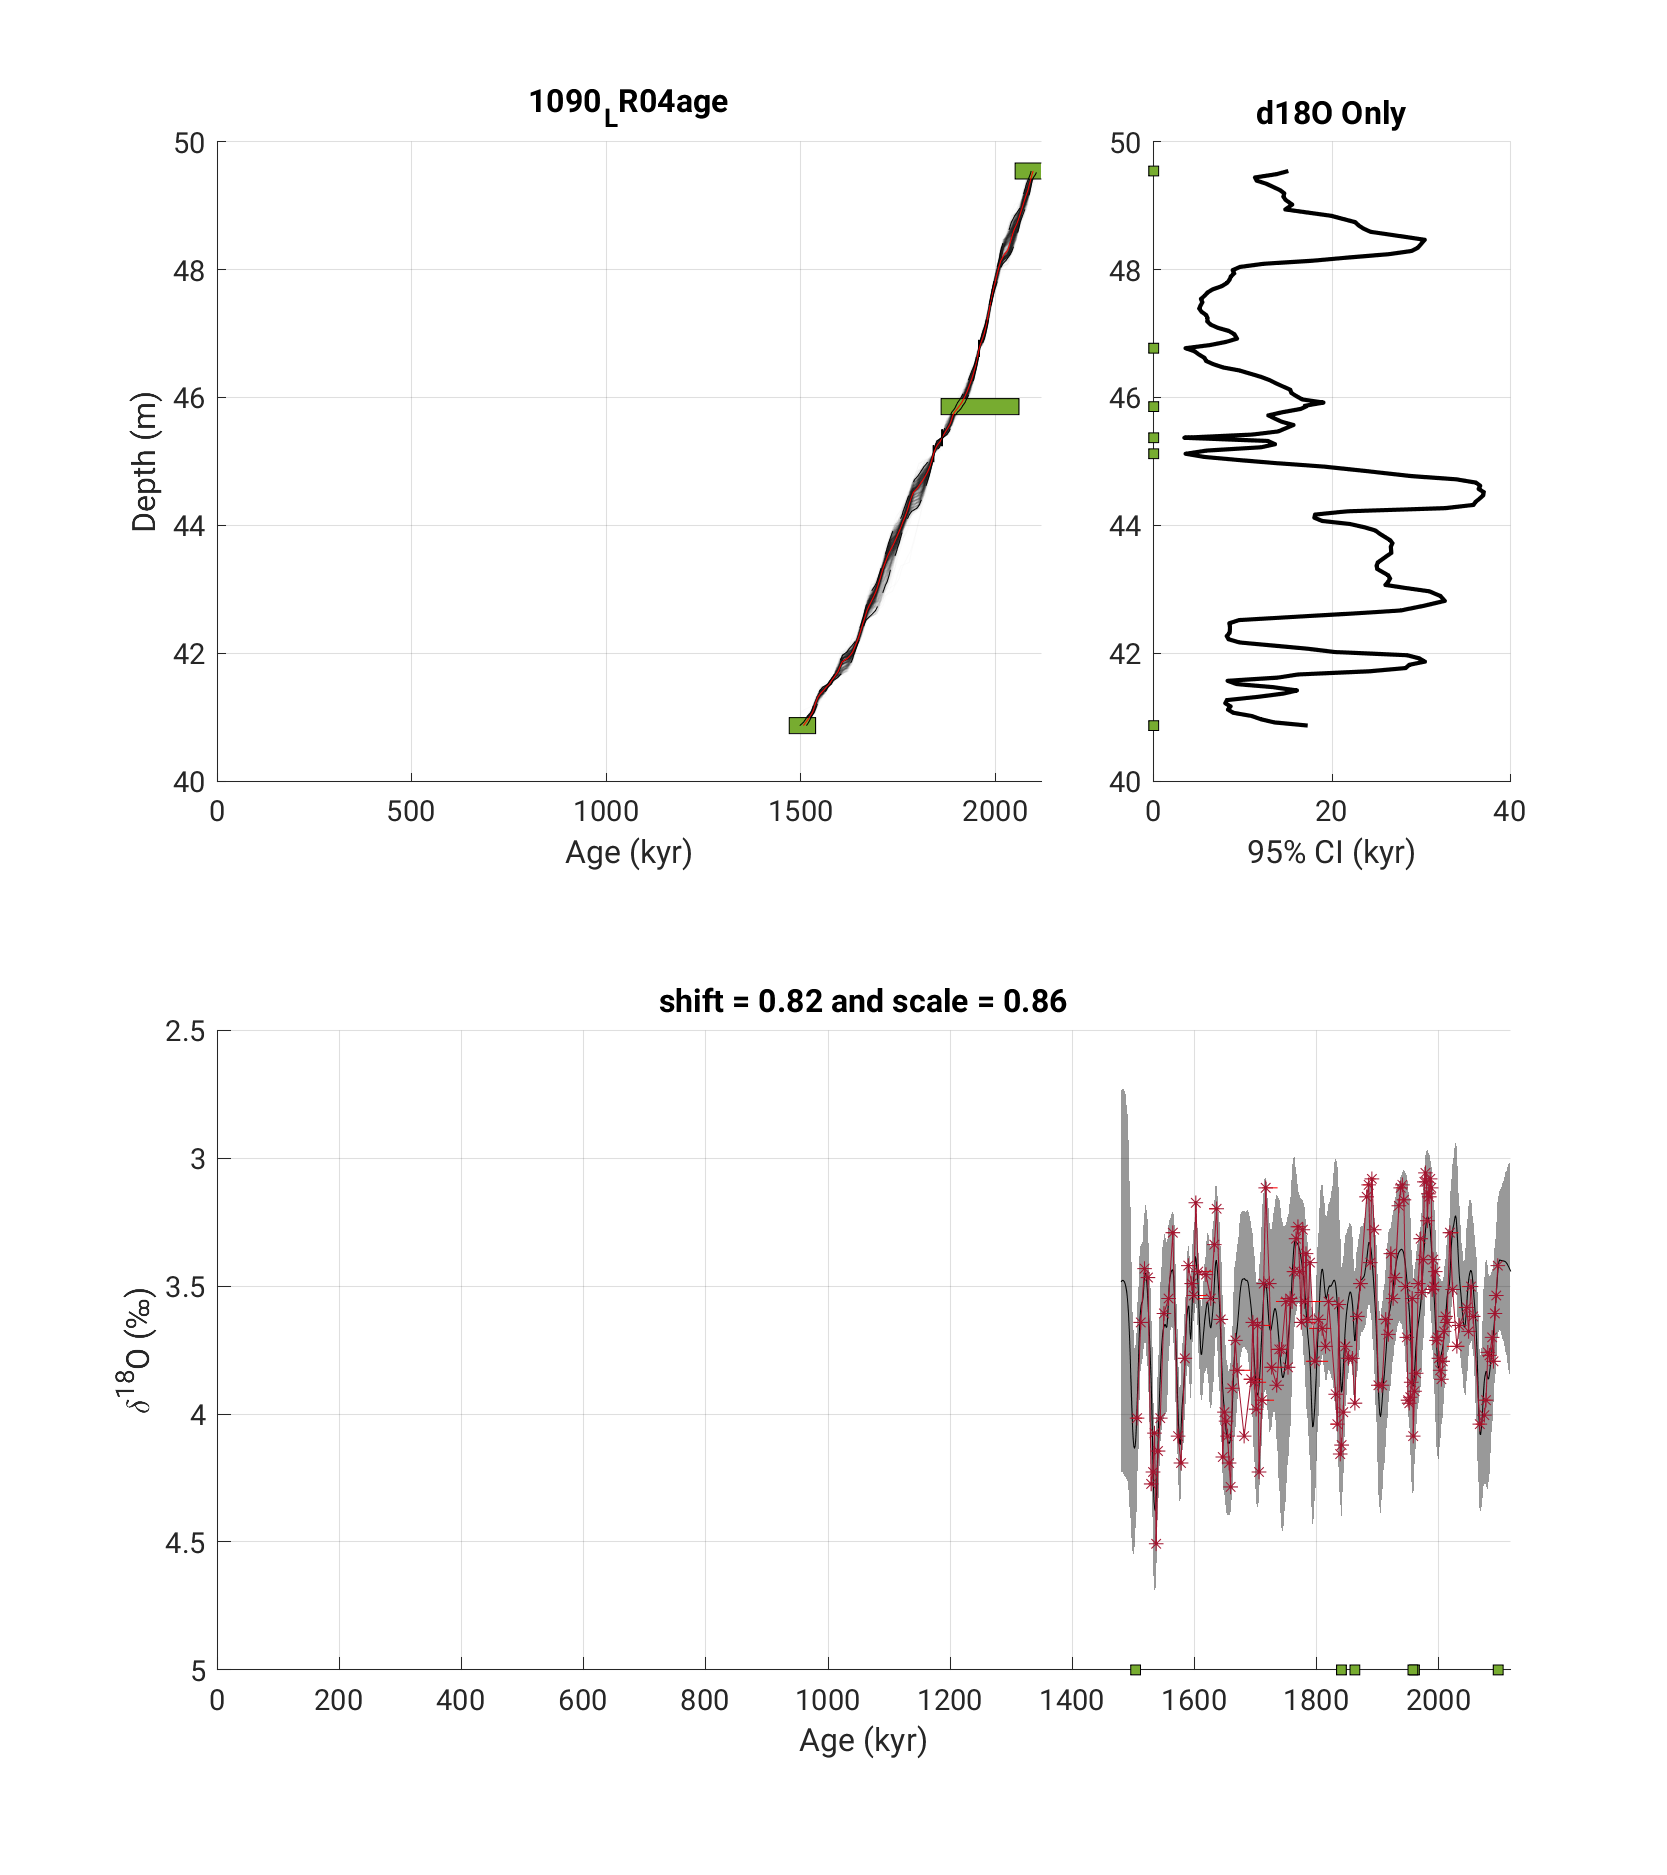 1090LR04age
d18O Only
50
48
46
44
42
40
Depth (m)
0 500 1000 1500 2000
Age (kyr)
50
48
46
44
42
40
0 20 40
95% CI (kyr)
shift = 0.82 and scale = 0.86
2.5
3
3.5
4
4.5
5
δ18O (‰)
0 200 400 600 800 1000 1200 1400 1600 1800 2000
Age (kyr)